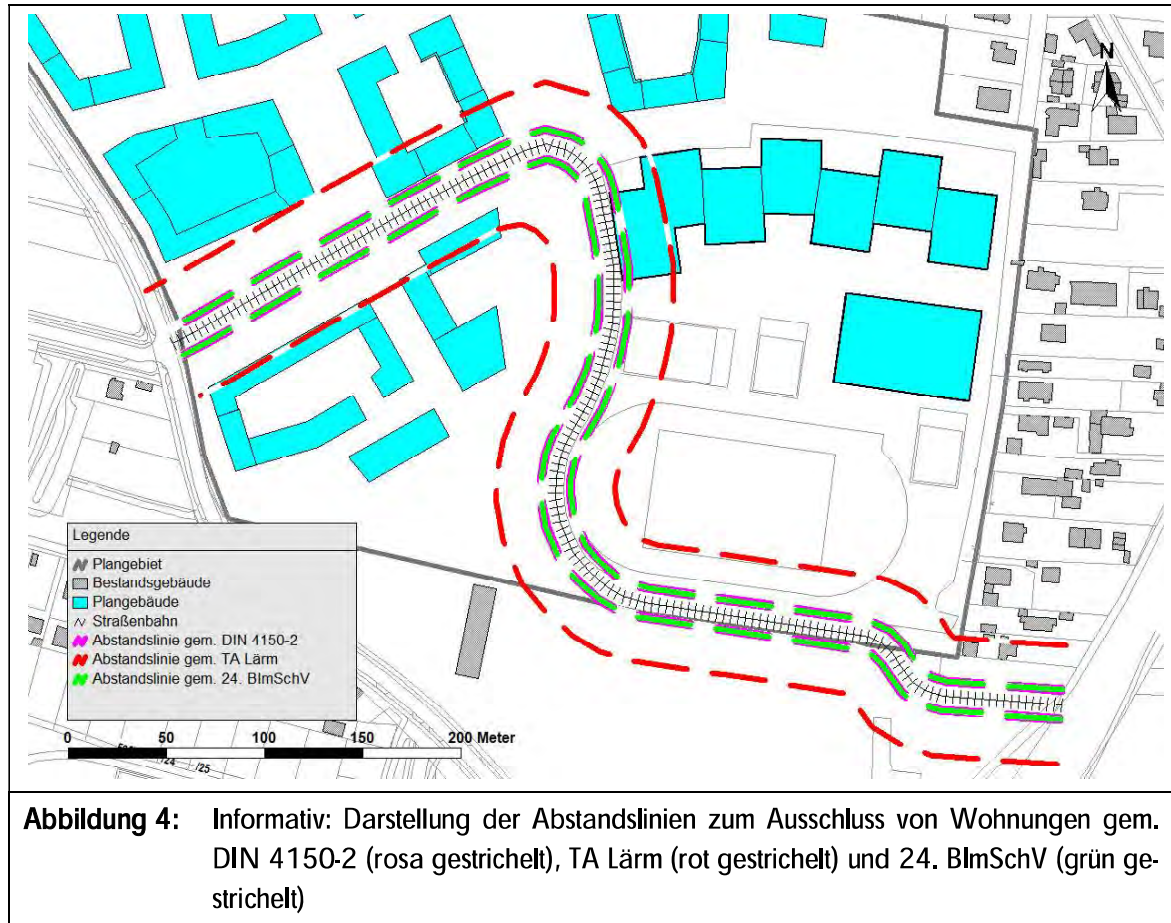 N
Legende
Plangebiet
Bestandsgebäude
Plangebäude
Straßenbahn
Abstandslinie gem. DIN 4150-2
Abstandslinie gem. TA Lärm
Abstandslinie gem. 24. BImSchV
0 50 100 150 200 Meter
/24 /25
Abbildung 4: Informativ: Darstellung der Abstandslinien zum Ausschluss von Wohnungen gem.
DIN 4150-2 (rosa gestrichelt), TA Lärm (rot gestrichelt) und 24. BImSchV (grün ge-
strichelt)